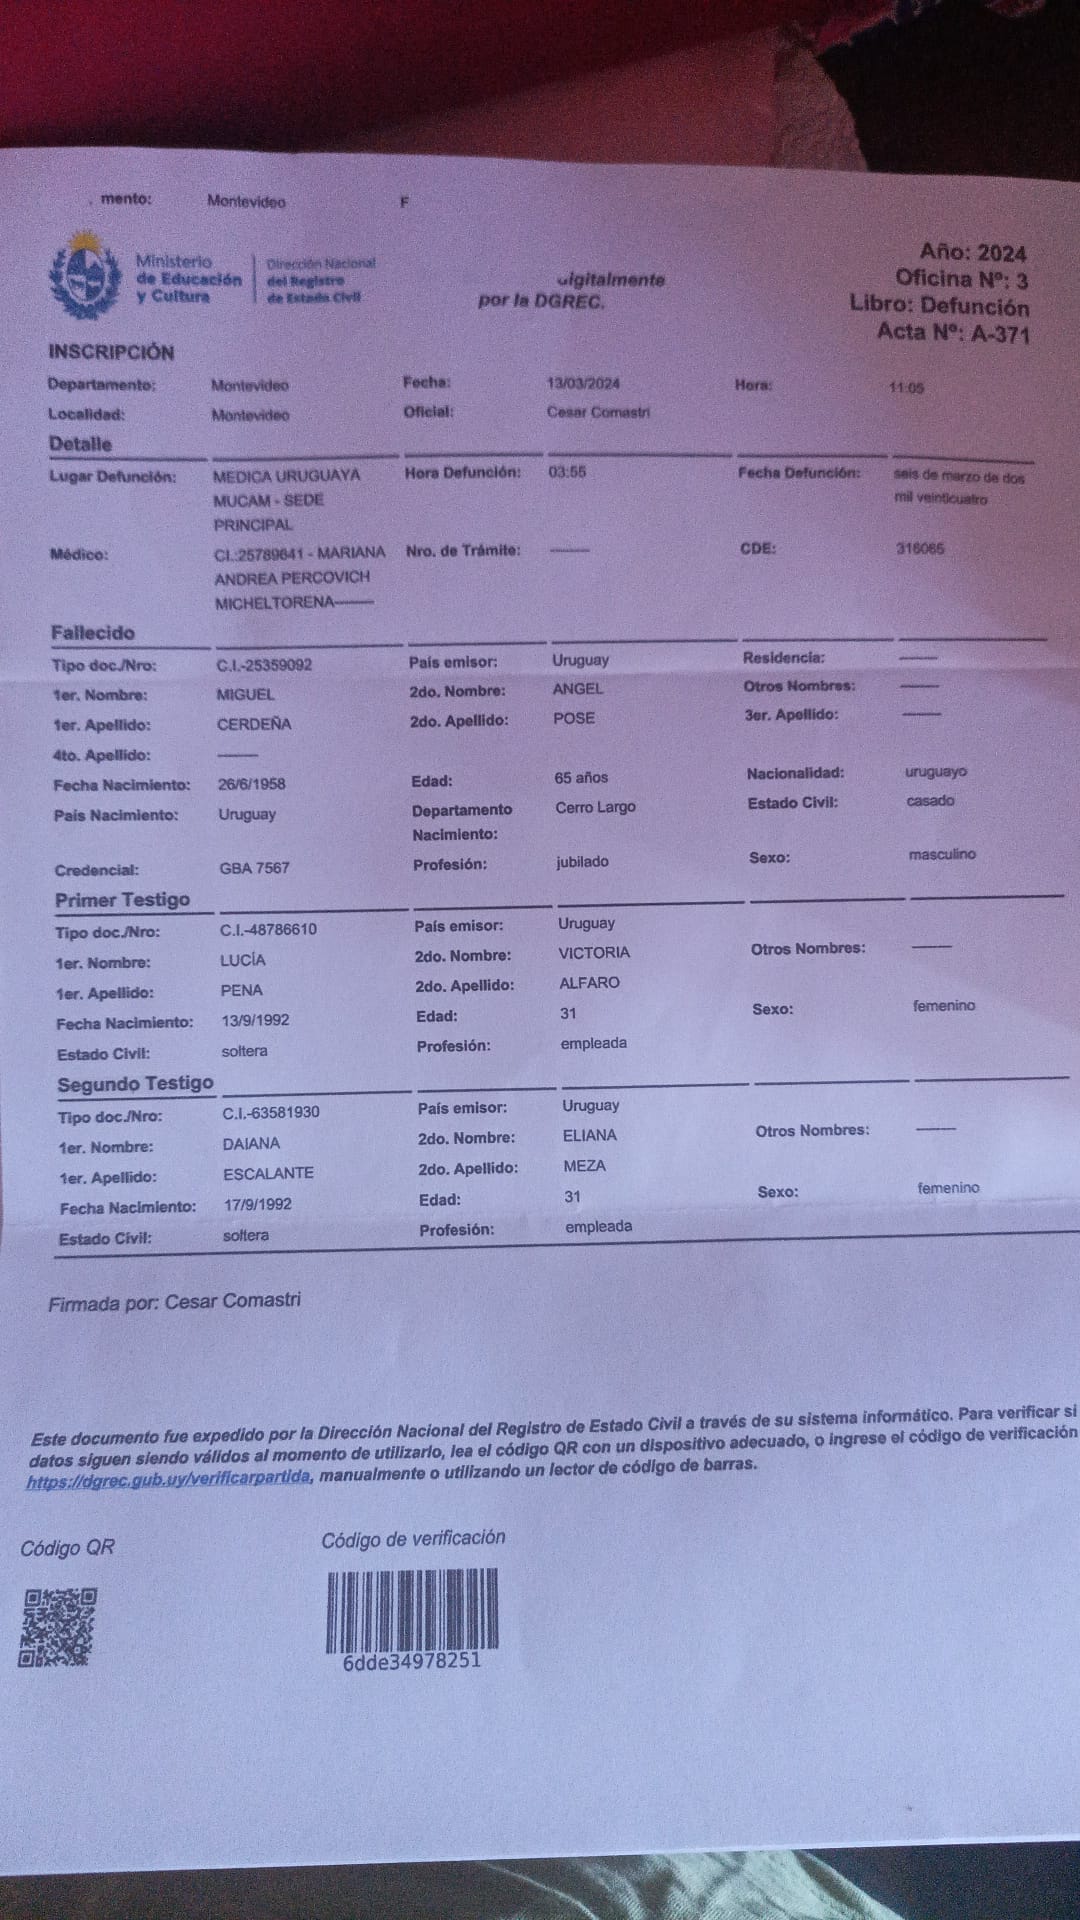 mento: Montevideo F
Ministerio de Educación y Cultura
Dirección Nacional del Registro de Estado Civil
digitalmente
por la DGREC.
Año: 2024
Oficina Nº: 3
Libro: Defunción
Acta Nº: A-371
INSCRIPCIÓN
Departamento: Montevideo Fecha: 13/03/2024 Hora: 11:05
Localidad: Montevideo Oficial: Cesar Comastri
Detalle
Lugar Defunción: MEDICA URUGUAYA MUCAM - SEDE PRINCIPAL Hora Defunción: 03:55 Fecha Defunción: seis de marzo de dos mil veinticuatro
Médico: CI.:25789641 - MARIANA ANDREA PERCOVICH MICHELTORENA-------- Nro. de Trámite: -------- CDE: 316065
Fallecido
Tipo doc./Nro: C.I.-25359092 País emisor: Uruguay Residencia: --------
1er. Nombre: MIGUEL 2do. Nombre: ANGEL Otros Nombres: --------
1er. Apellido: CERDEÑA 2do. Apellido: POSE 3er. Apellido: --------
4to. Apellido: --------
Fecha Nacimiento: 26/6/1958 Edad: 65 años Nacionalidad: uruguayo
País Nacimiento: Uruguay Departamento Nacimiento: Cerro Largo Estado Civil: casado
Credencial: GBA 7567 Profesión: jubilado Sexo: masculino
Primer Testigo
Tipo doc./Nro: C.I.-48786610 País emisor: Uruguay
1er. Nombre: LUCÍA 2do. Nombre: VICTORIA Otros Nombres: --------
1er. Apellido: PENA 2do. Apellido: ALFARO
Fecha Nacimiento: 13/9/1992 Edad: 31 Sexo: femenino
Estado Civil: soltera Profesión: empleada
Segundo Testigo
Tipo doc./Nro: C.I.-63581930 País emisor: Uruguay
1er. Nombre: DAIANA 2do. Nombre: ELIANA Otros Nombres: --------
1er. Apellido: ESCALANTE 2do. Apellido: MEZA
Fecha Nacimiento: 17/9/1992 Edad: 31 Sexo: femenino
Estado Civil: soltera Profesión: empleada
Firmada por: Cesar Comastri
Este documento fue expedido por la Dirección Nacional del Registro de Estado Civil a través de su sistema informático. Para verificar si
datos siguen siendo válidos al momento de utilizarlo, lea el código QR con un dispositivo adecuado, o ingrese el código de verificación
https://dgrec.gub.uy/verificarpartida, manualmente o utilizando un lector de código de barras.
Código QR Código de verificación
6dde34978251